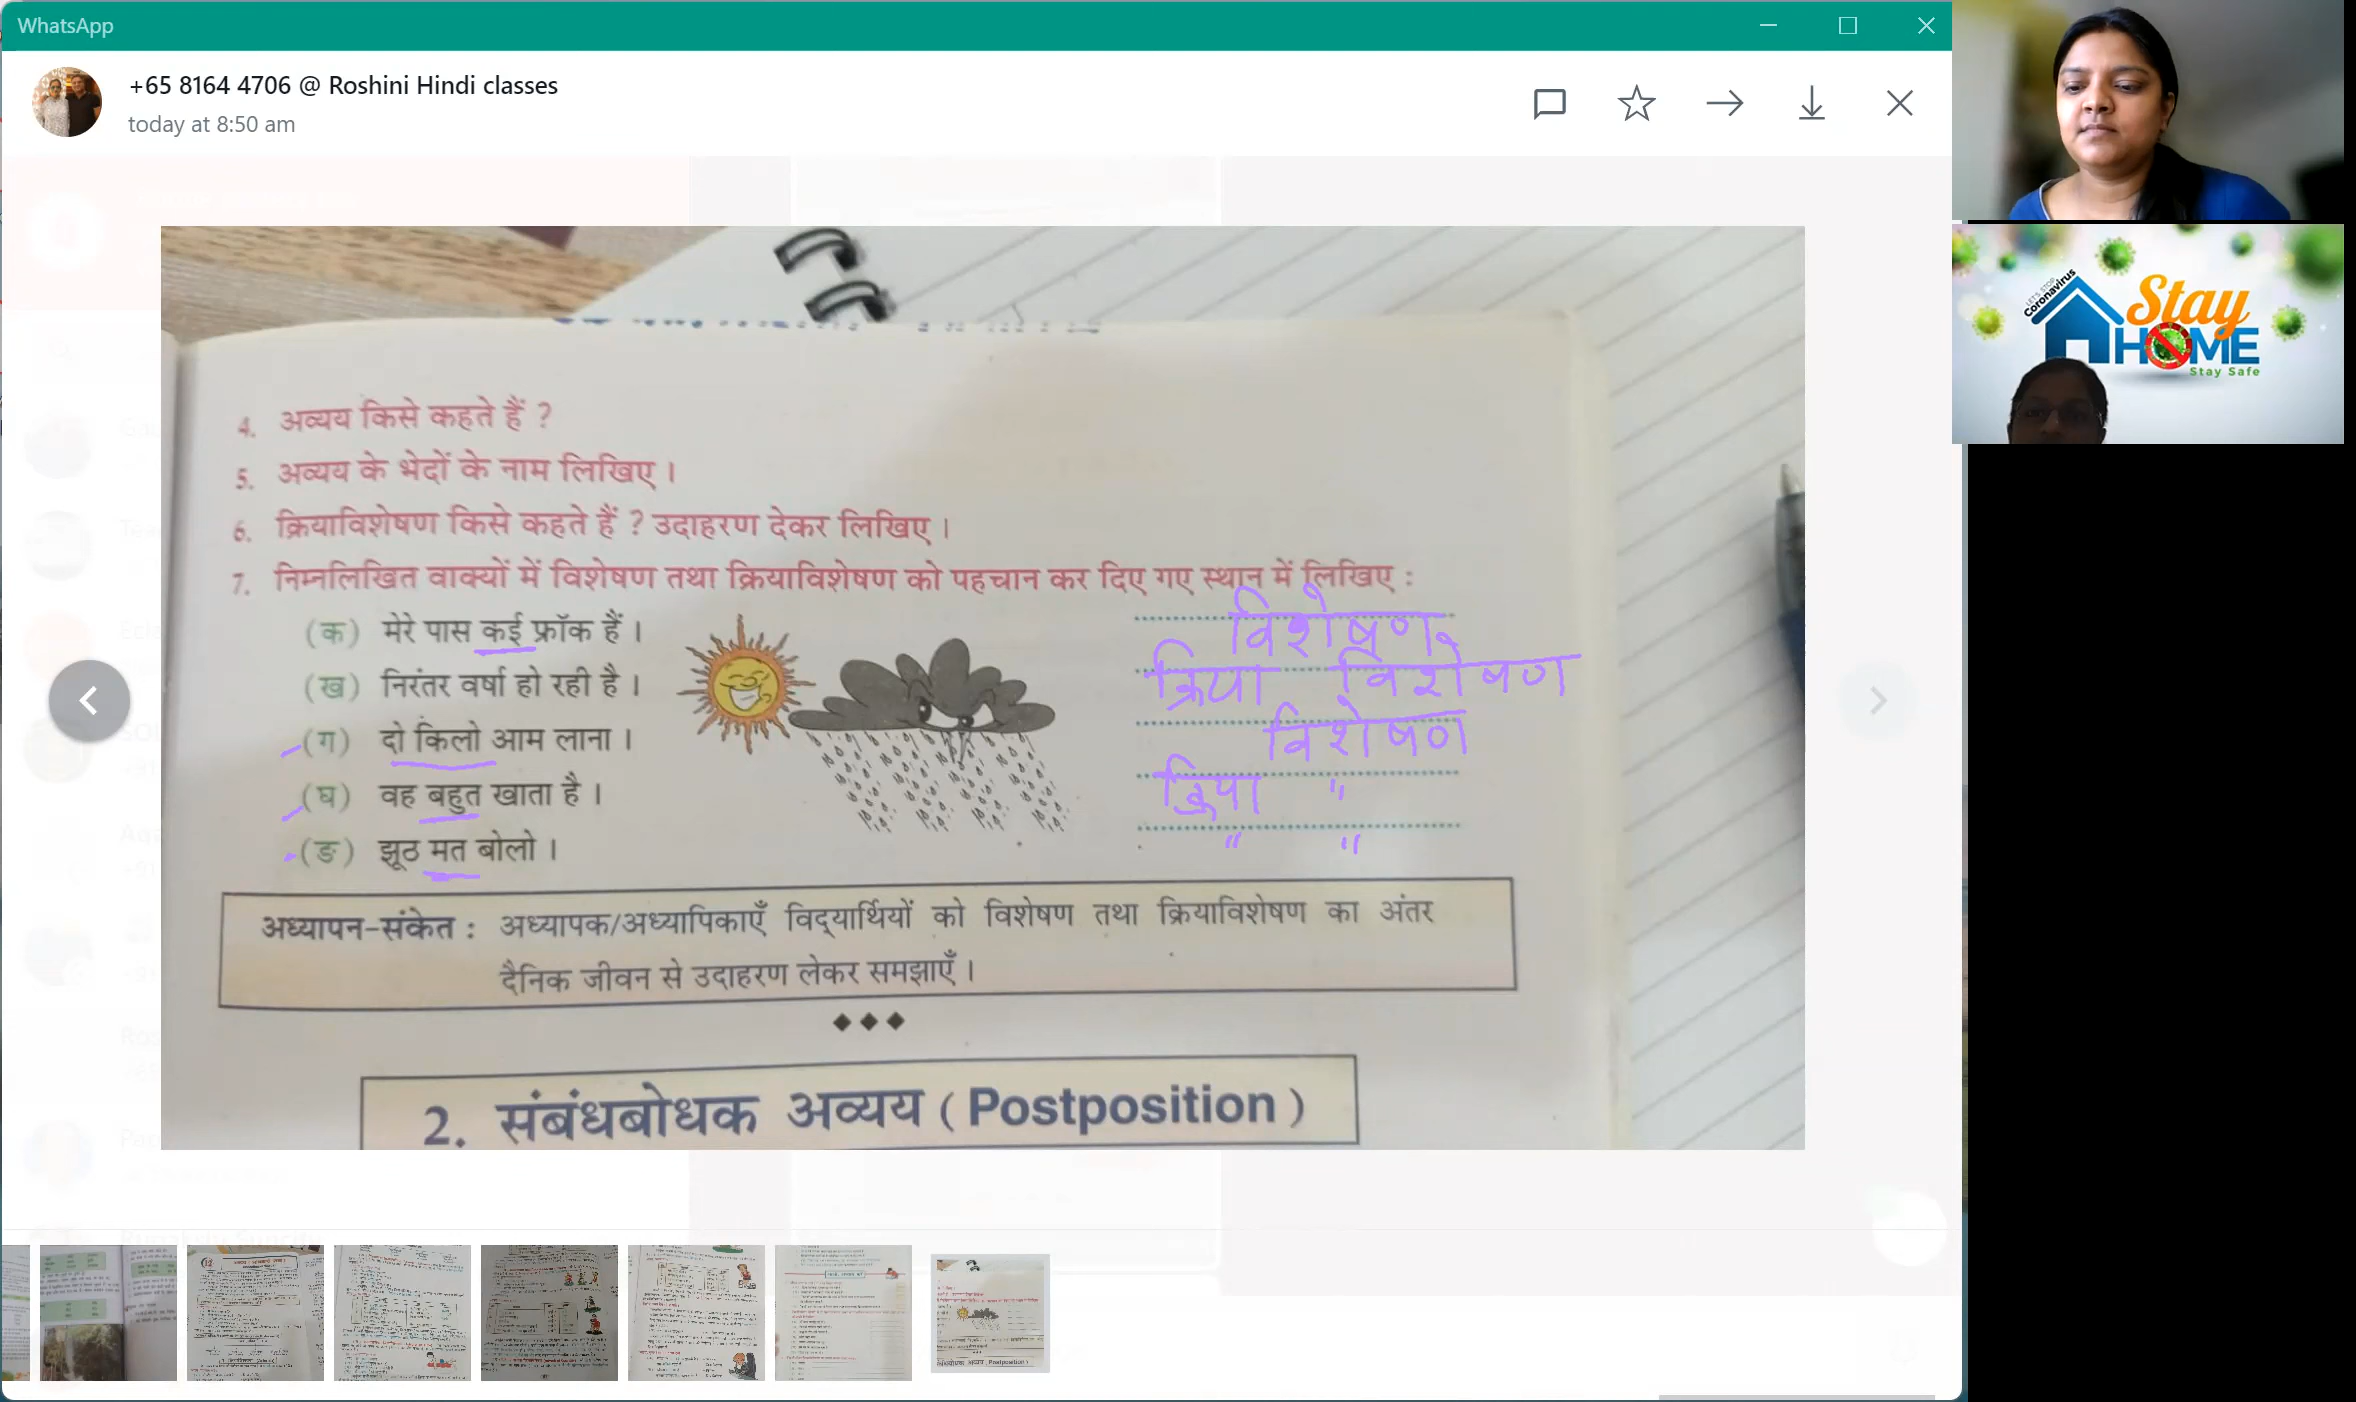 WhatsApp
+65 8164 4706 @ Roshini Hindi classes
today at 8:50 am
Coronavirus
Stay
HOME
Stay Safe
4. अव्यय किसे कहते हैं ?
5. अव्यय के भेदों के नाम लिखिए ।
6. क्रियाविशेषण किसे कहते हैं ? उदाहरण देकर लिखिए ।
7. निम्नलिखित वाक्यों में विशेषण तथा क्रियाविशेषण को पहचान कर दिए गए स्थान में लिखिए :
(क) मेरे पास कई फ्रॉक हैं । विशेषण
(ख) निरंतर वर्षा हो रही है । क्रिया विशेषण
(ग) दो किलो आम लाना । विशेषण
(घ) वह बहुत खाता है । क्रिया "
(ङ) झूठ मत बोलो । " "
अध्यापन-संकेत : अध्यापक/अध्यापिकाएँ विद्‌यार्थियों को विशेषण तथा क्रियाविशेषण का अंतर
दैनिक जीवन से उदाहरण लेकर समझाएँ ।
2. संबंधबोधक अव्यय ( Postposition )